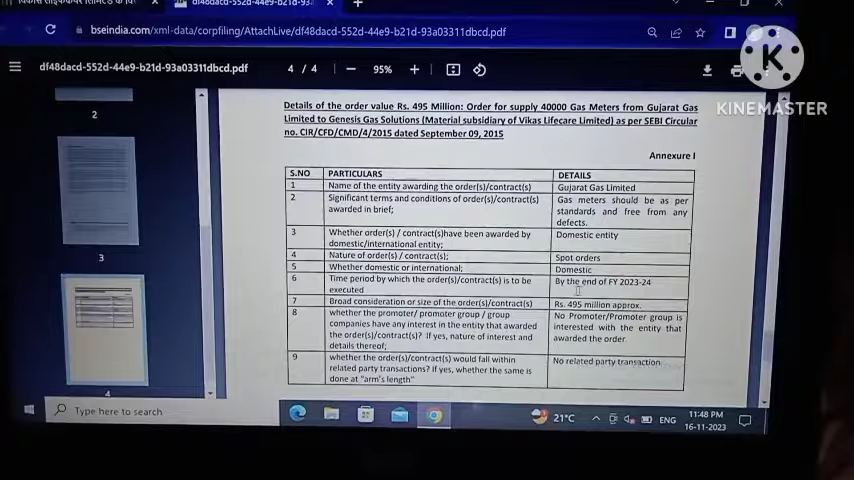 विकास लाईफकेयर लिमिटेड के वि
df48dacd-552d-44e9-b21d-93a
bseindia.com/xml-data/corpfiling/AttachLive/df48dacd-552d-44e9-b21d-93a03311dbcd.pdf
df48dacd-552d-44e9-b21d-93a03311dbcd.pdf
4 / 4
95%
K
KINEMASTER
2
3
4
Details of the order value Rs. 495 Million: Order for supply 40000 Gas Meters from Gujarat Gas
Limited to Genesis Gas Solutions (Material subsidiary of Vikas Lifecare Limited) as per SEBI Circular
no. CIR/CFD/CMD/4/2015 dated September 09, 2015
Annexure I
S.NO PARTICULARS DETAILS
1 Name of the entity awarding the order(s)/contract(s) Gujarat Gas Limited
2 Significant terms and conditions of order(s)/contract(s) Gas meters should be as per
awarded in brief; standards and free from any
defects.
3 Whether order(s) / contract(s)have been awarded by Domestic entity
domestic/international entity;
4 Nature of order(s) / contract(s); Spot orders
5 Whether domestic or international; Domestic
6 Time period by which the order(s)/contract(s) is to be By the end of FY 2023-24
executed
7 Broad consideration or size of the order(s)/contract(s) Rs. 495 million approx.
8 whether the promoter/ promoter group / group No Promoter/Promoter group is
companies have any interest in the entity that awarded interested with the entity that
the order(s)/contract(s)? If yes, nature of interest and awarded the order.
details thereof;
9 whether the order(s)/contract(s) would fall within No related party transaction
related party transactions? If yes, whether the same is
done at "arm's length"
Type here to search
21°C
ENG
11:48 PM
16-11-2023